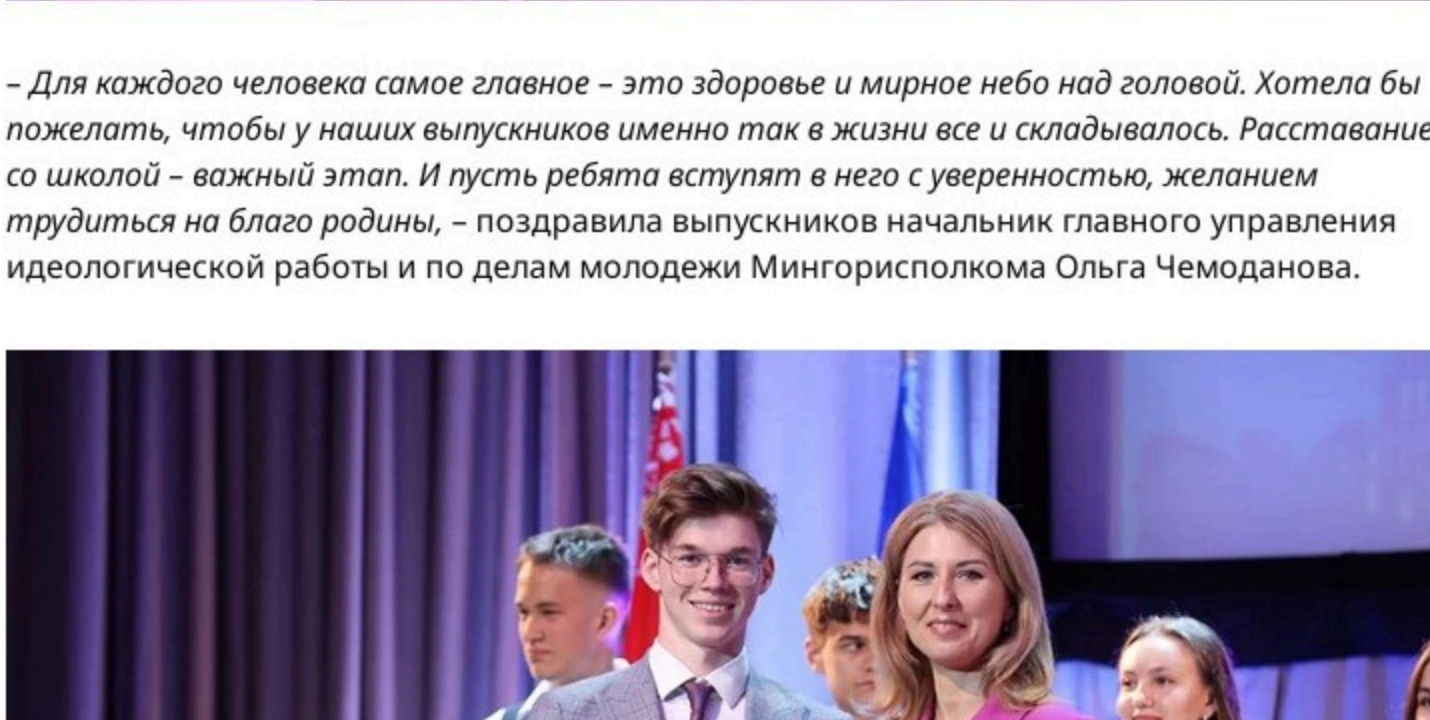 – Для каждого человека самое главное – это здоровье и мирное небо над головой. Хотела бы
пожелать, чтобы у наших выпускников именно так в жизни все и складывалось. Расставание
со школой – важный этап. И пусть ребята вступят в него с уверенностью, желанием
трудиться на благо родины, – поздравила выпускников начальник главного управления
идеологической работы и по делам молодежи Мингорисполкома Ольга Чемоданова.